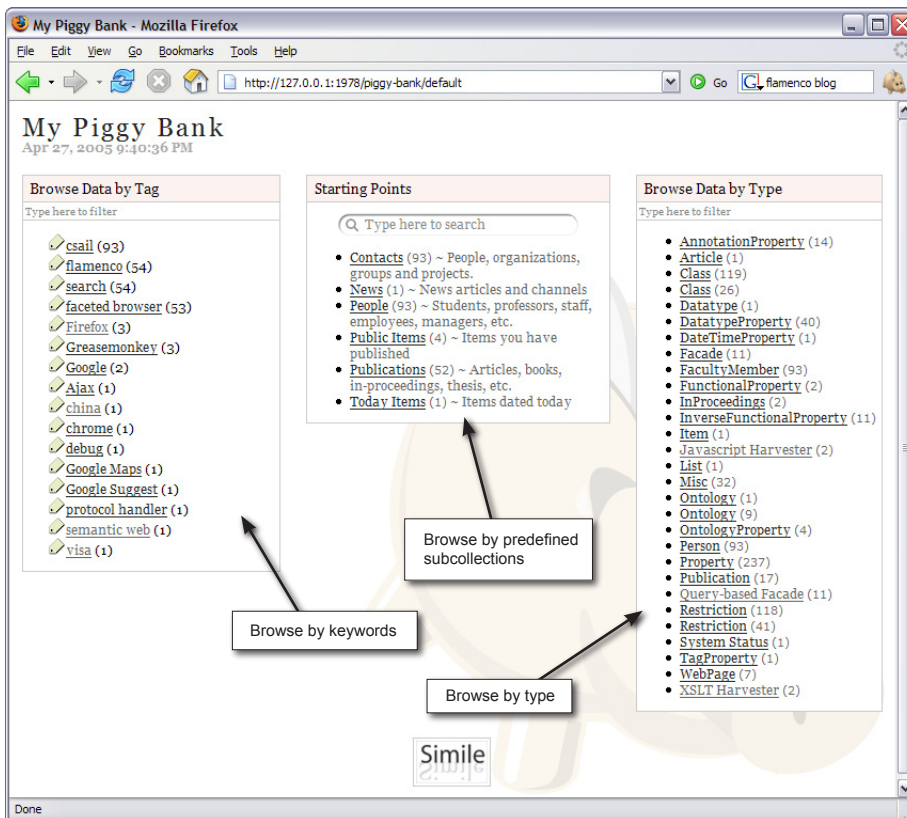 My Piggy Bank - Mozilla Firefox
File Edit View Go Bookmarks Tools Help
http://127.0.0.1:1978/piggy-bank/default Go G flamenco blog
My Piggy Bank
Apr 27, 2005 9:40:36 PM
Browse Data by Tag
Type here to filter
csail (93)
flamenco (54)
search (54)
faceted browser (53)
Firefox (3)
Greasemonkey (3)
Google (2)
Ajax (1)
china (1)
chrome (1)
debug (1)
Google Maps (1)
Google Suggest (1)
protocol handler (1)
semantic web (1)
visa (1)
Browse by keywords
Starting Points
Type here to search
Contacts (93) ~ People, organizations,
groups and projects.
News (1) ~ News articles and channels
People (93) ~ Students, professors, staff,
employees, managers, etc.
Public Items (4) ~ Items you have
published
Publications (52) ~ Articles, books,
in-proceedings, thesis, etc.
Today Items (1) ~ Items dated today
Browse by predefined
subcollections
Browse Data by Type
Type here to filter
AnnotationProperty (14)
Article (1)
Class (119)
Class (26)
Datatype (1)
DatatypeProperty (40)
DateTimeProperty (1)
Facade (11)
FacultyMember (93)
FunctionalProperty (2)
InProceedings (2)
InverseFunctionalProperty (11)
Item (1)
Javascript Harvester (2)
List (1)
Misc (32)
Ontology (1)
Ontology (9)
OntologyProperty (4)
Person (93)
Property (237)
Publication (17)
Query-based Facade (11)
Restriction (118)
Restriction (41)
System Status (1)
TagProperty (1)
WebPage (7)
XSLT Harvester (2)
Browse by type
Simile
Done